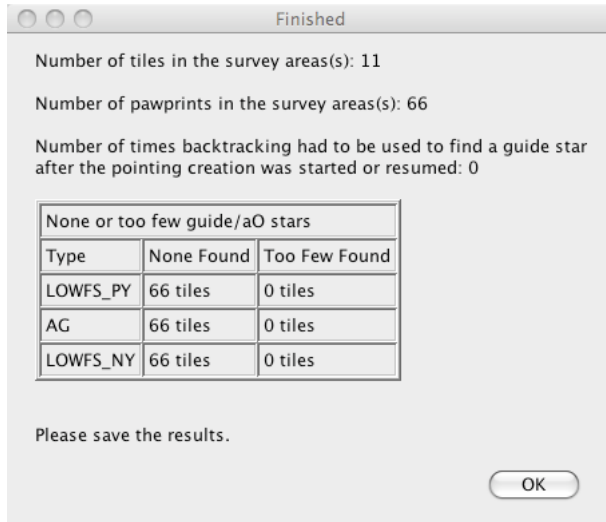 Finished
Number of tiles in the survey areas(s): 11
Number of pawprints in the survey areas(s): 66
Number of times backtracking had to be used to find a guide star
after the pointing creation was started or resumed: 0
None or too few guide/aO stars
Type None Found Too Few Found
LOWFS_PY 66 tiles 0 tiles
AG 66 tiles 0 tiles
LOWFS_NY 66 tiles 0 tiles
Please save the results.
OK